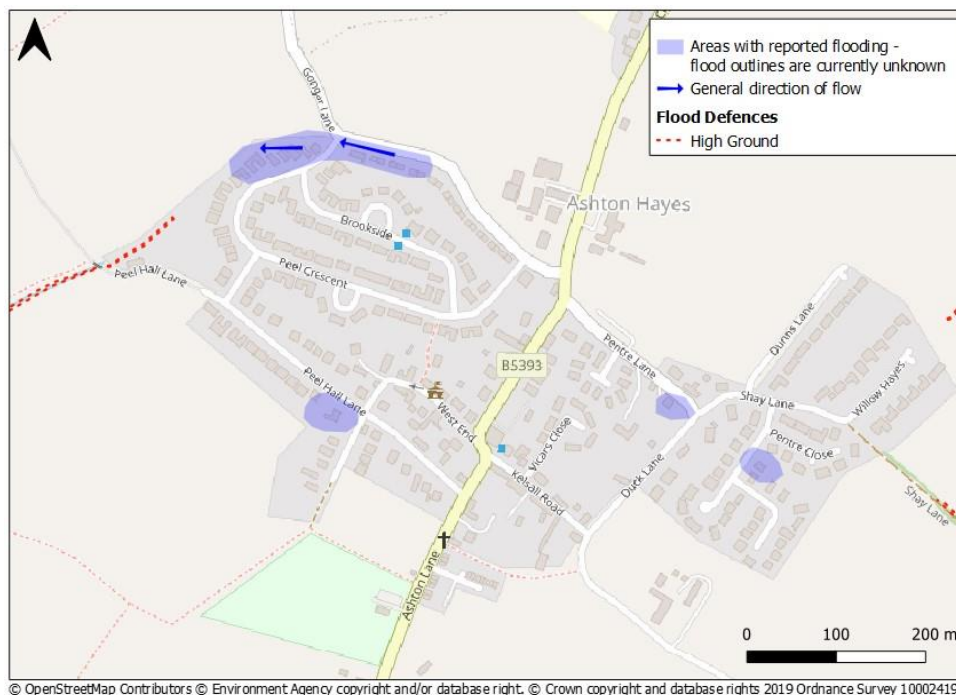 Areas with reported flooding -
flood outlines are currently unknown
General direction of flow
Flood Defences
High Ground
Gongar Lane
Ashton Hayes
Brookside
Peel Crescent
Peel Hall Lane
Dunns Lane
Pentre Lane
B5393
Shay Lane
Willow Hayes
Peel Hall Lane
West End
Vicars Close
Pentre Close
Duck Lane
Kelsall Road
Shay Lane
Ashton Lane
0 100 200 m
© OpenStreetMap Contributors © Environment Agency copyright and/or database right. © Crown copyright and database rights 2019 Ordnance Survey 10002419